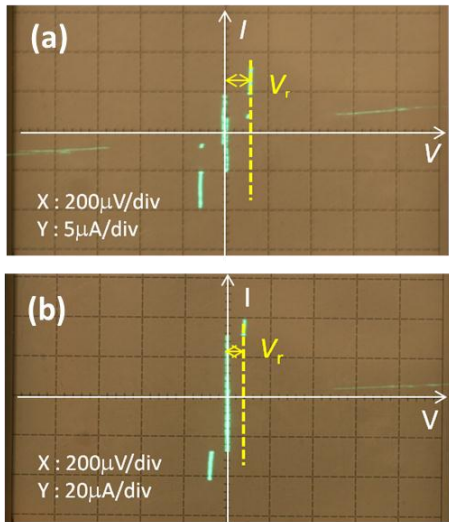 (a)
I
Vr
V
X : 200μV/div
Y : 5μA/div
(b)
I
Vr
V
X : 200μV/div
Y : 20μA/div